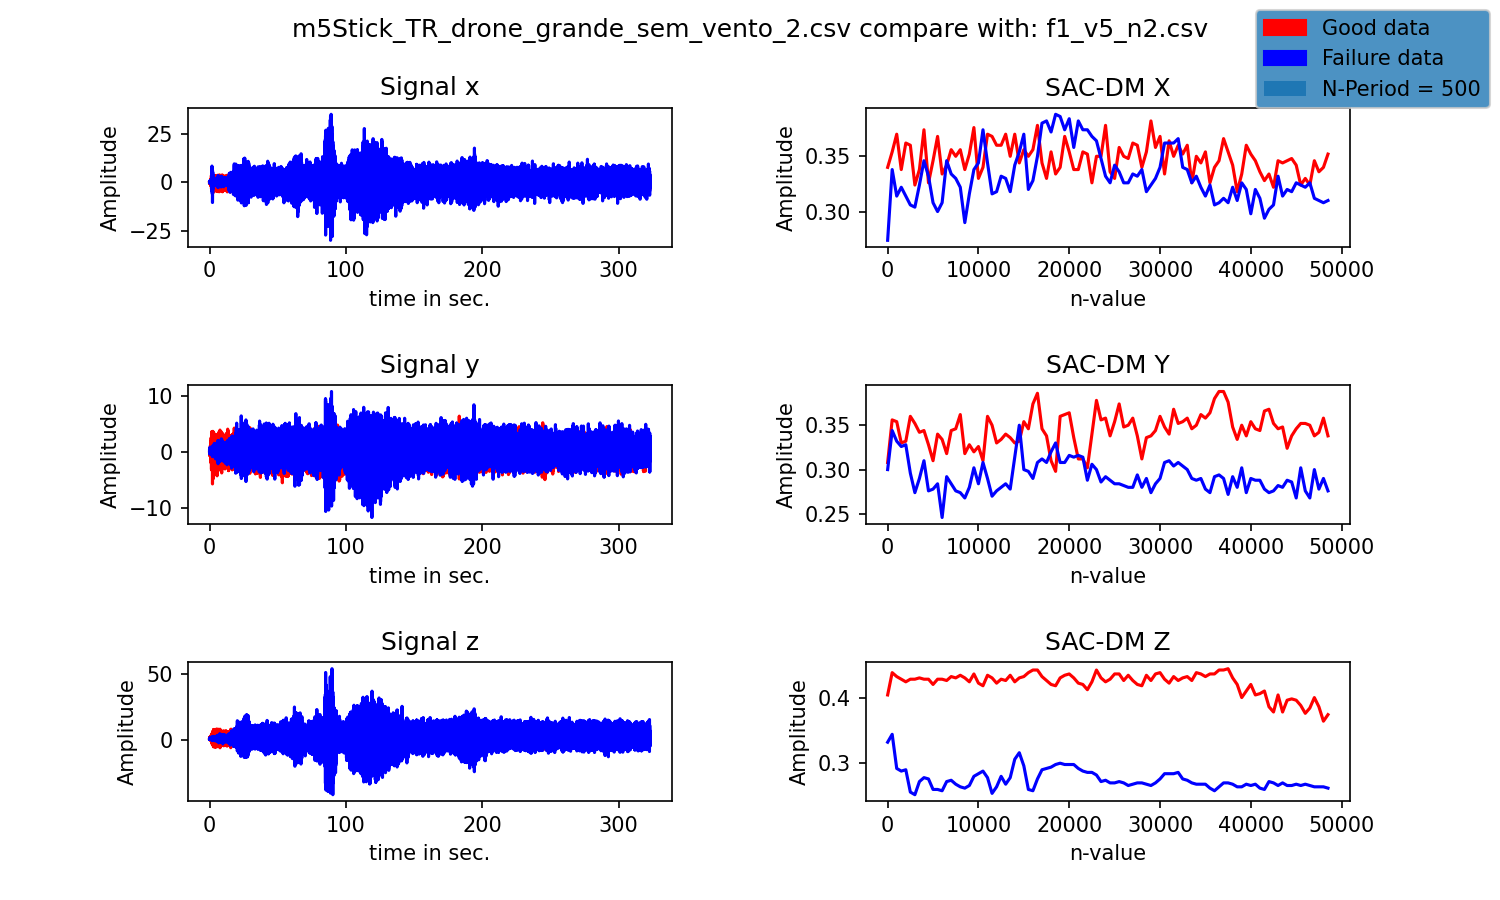 m5Stick_TR_drone_grande_sem_vento_2.csv compare with: f1_v5_n2.csv
Good data
Failure data
N-Period = 500
Signal x
Amplitude
25
0
−25
0 100 200 300
time in sec.
SAC-DM X
Amplitude
0.35
0.30
0 10000 20000 30000 40000 50000
n-value
Signal y
Amplitude
10
0
−10
0 100 200 300
time in sec.
SAC-DM Y
Amplitude
0.35
0.30
0.25
0 10000 20000 30000 40000 50000
n-value
Signal z
Amplitude
50
0
0 100 200 300
time in sec.
SAC-DM Z
Amplitude
0.4
0.3
0 10000 20000 30000 40000 50000
n-value